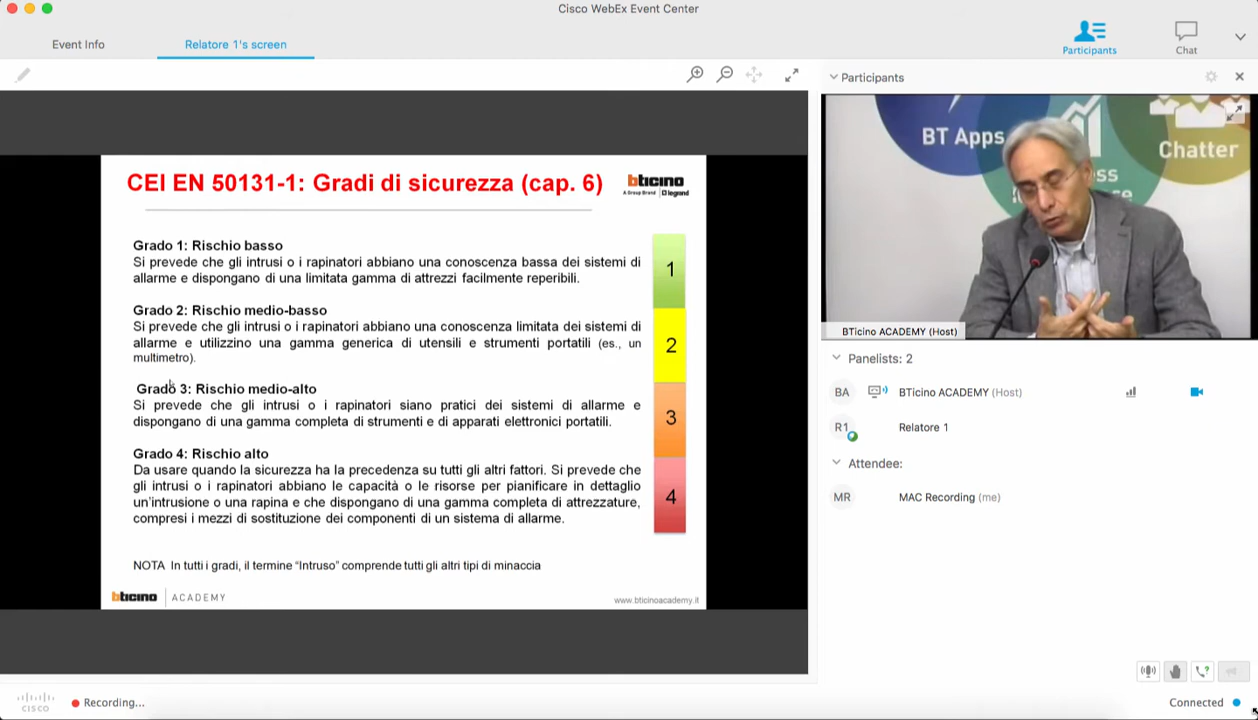 Cisco WebEx Event Center
Event Info
Relatore 1's screen
Participants
Chat
Participants
CEI EN 50131-1: Gradi di sicurezza (cap. 6)
bticino
A Group Brand | legrand
Grado 1: Rischio basso
Si prevede che gli intrusi o i rapinatori abbiano una conoscenza bassa dei sistemi di
allarme e dispongano di una limitata gamma di attrezzi facilmente reperibili.
1
Grado 2: Rischio medio-basso
Si prevede che gli intrusi o i rapinatori abbiano una conoscenza limitata dei sistemi di
allarme e utilizzino una gamma generica di utensili e strumenti portatili (es., un
multimetro).
2
Grado 3: Rischio medio-alto
Si prevede che gli intrusi o i rapinatori siano pratici dei sistemi di allarme e
dispongano di una gamma completa di strumenti e di apparati elettronici portatili.
3
Grado 4: Rischio alto
Da usare quando la sicurezza ha la precedenza su tutti gli altri fattori. Si prevede che
gli intrusi o i rapinatori abbiano le capacità o le risorse per pianificare in dettaglio
un'intrusione o una rapina e che dispongano di una gamma completa di attrezzature,
compresi i mezzi di sostituzione dei componenti di un sistema di allarme.
4
NOTA In tutti i gradi, il termine "Intruso" comprende tutti gli altri tipi di minaccia
bticino | ACADEMY
www.bticinoacademy.it
BT Apps
Chatter
BTicino ACADEMY (Host)
Panelists: 2
BA BTicino ACADEMY (Host)
R1 Relatore 1
Attendee:
MR MAC Recording (me)
CISCO
Recording...
Connected